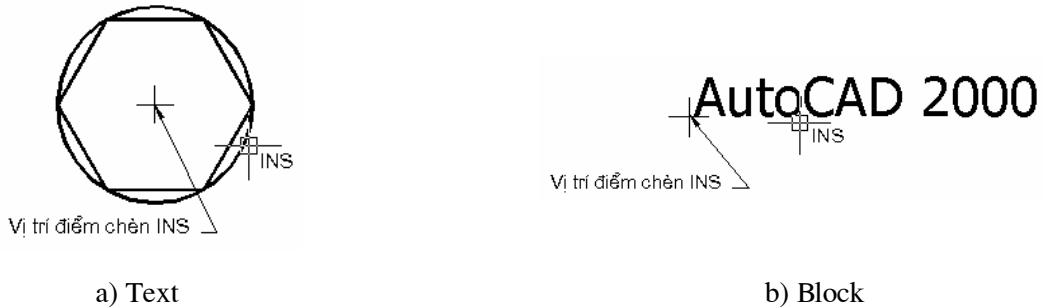 INS
Vị trí điểm chèn INS
a) Text
AutoCAD 2000
INS
Vị trí điểm chèn INS
b) Block